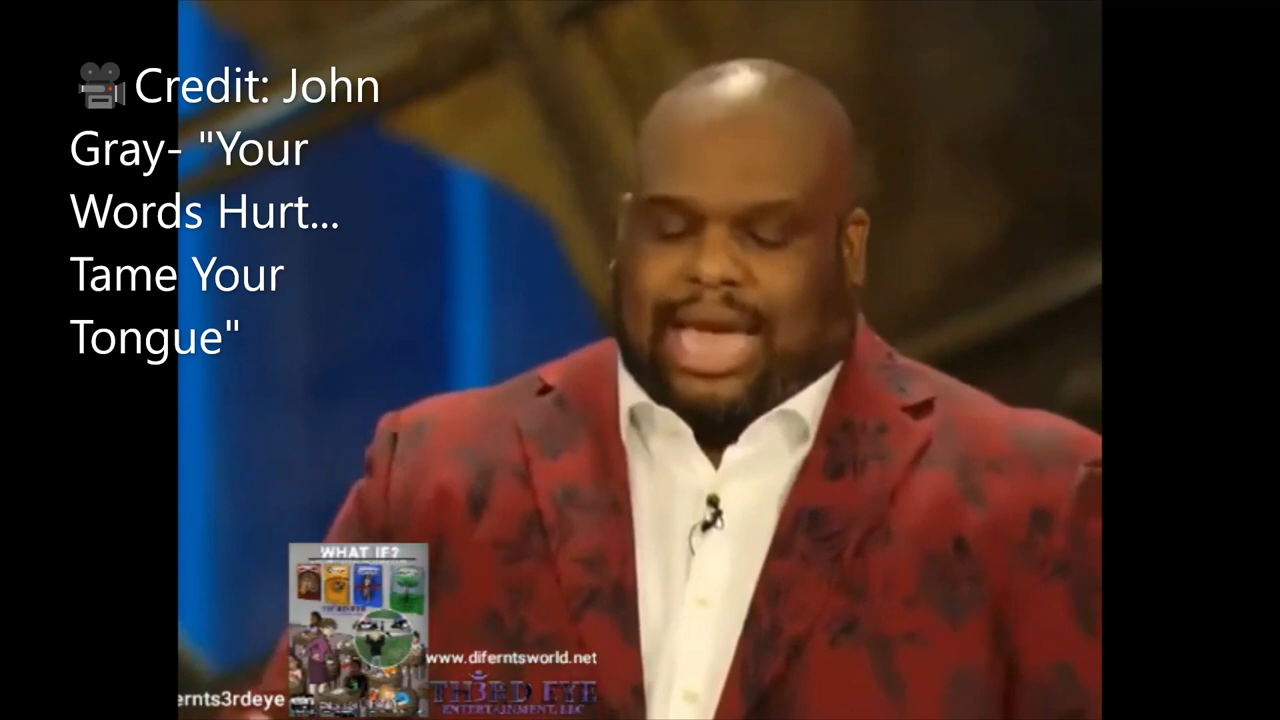 🎥Credit: John
Gray- "Your
Words Hurt...
Tame Your
Tongue"
WHAT IF?
www.diferntsworld.net
ernts3rdeye
TH3RD EYE
ENTERTAINMENT, LLC